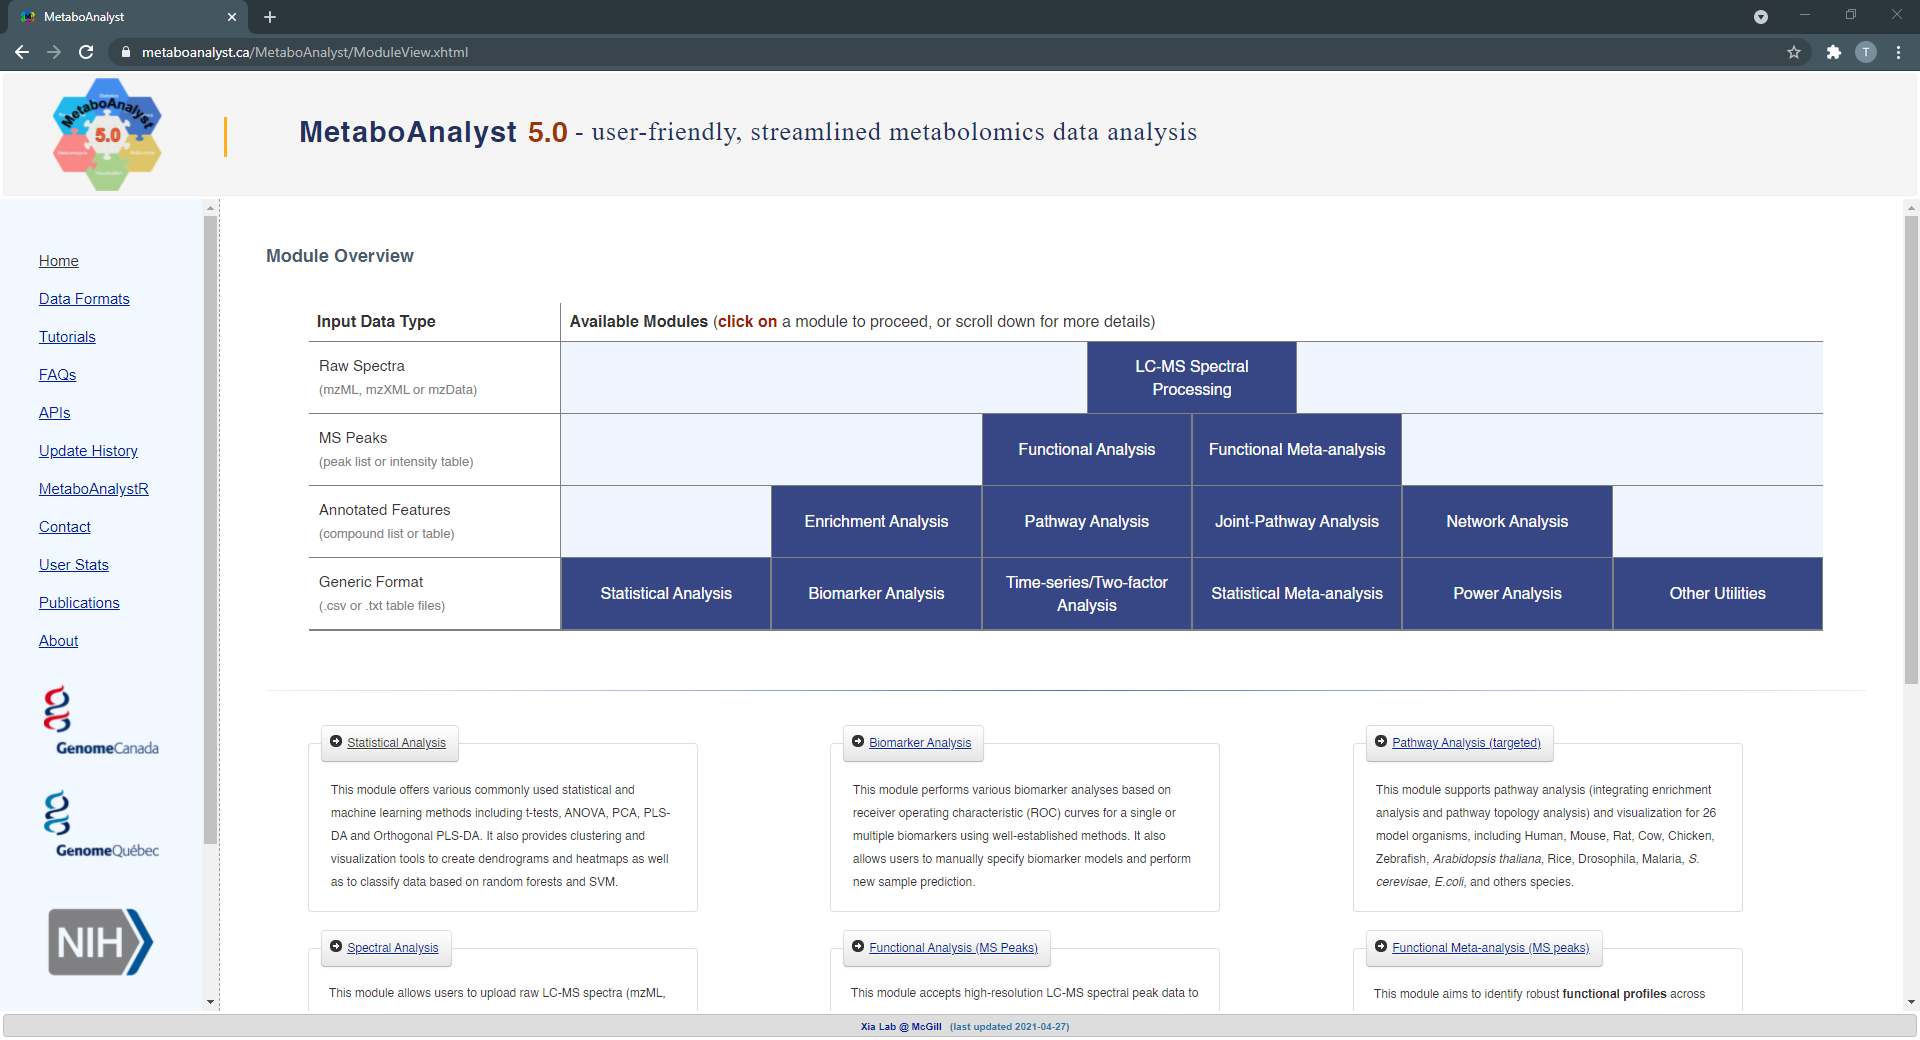 MetaboAnalyst
metaboanalyst.ca/MetaboAnalyst/ModuleView.xhtml
T
MetaboAnalyst
5.0
MetaboAnalyst 5.0 - user-friendly, streamlined metabolomics data analysis
Home
Data Formats
Tutorials
FAQs
APIs
Update History
MetaboAnalystR
Contact
User Stats
Publications
About
GenomeCanada
GenomeQuébec
NIH
Module Overview
Input Data Type
Available Modules (click on a module to proceed, or scroll down for more details)
Raw Spectra
(mzML, mzXML or mzData)
LC-MS Spectral
Processing
MS Peaks
(peak list or intensity table)
Functional Analysis
Functional Meta-analysis
Annotated Features
(compound list or table)
Enrichment Analysis
Pathway Analysis
Joint-Pathway Analysis
Network Analysis
Generic Format
(.csv or .txt table files)
Statistical Analysis
Biomarker Analysis
Time-series/Two-factor
Analysis
Statistical Meta-analysis
Power Analysis
Other Utilities
Statistical Analysis
This module offers various commonly used statistical and
machine learning methods including t-tests, ANOVA, PCA, PLS-
DA and Orthogonal PLS-DA. It also provides clustering and
visualization tools to create dendrograms and heatmaps as well
as to classify data based on random forests and SVM.
Biomarker Analysis
This module performs various biomarker analyses based on
receiver operating characteristic (ROC) curves for a single or
multiple biomarkers using well-established methods. It also
allows users to manually specify biomarker models and perform
new sample prediction.
Pathway Analysis (targeted)
This module supports pathway analysis (integrating enrichment
analysis and pathway topology analysis) and visualization for 26
model organisms, including Human, Mouse, Rat, Cow, Chicken,
Zebrafish, Arabidopsis thaliana, Rice, Drosophila, Malaria, S.
cerevisae, E.coli, and others species.
Spectral Analysis
This module allows users to upload raw LC-MS spectra (mzML,
Functional Analysis (MS Peaks)
This module accepts high-resolution LC-MS spectral peak data to
Functional Meta-analysis (MS peaks)
This module aims to identify robust functional profiles across
Xia Lab @ McGill (last updated 2021-04-27)